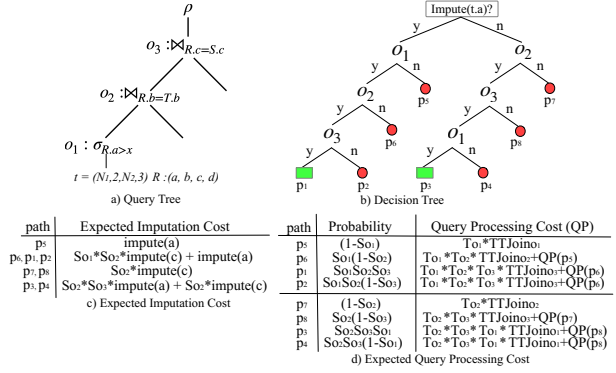 ρ
o3 :⋈R.c=S.c
o2 :⋈R.b=T.b
o1 : σR.a>x
t = (N1,2,N2,3) R :(a, b, c, d)
a) Query Tree
Impute(t.a)?
y n
o1 o2
y n y n
o2 p5 o3 p7
y n y n
o3 p6 o1 p8
y n y n
p1 p2 p3 p4
b) Decision Tree
path Expected Imputation Cost
p5 impute(a)
p6, p1, p2 So1*So2*impute(c) + impute(a)
p7, p8 So2*impute(c)
p3, p4 So2*So3*impute(a) + So2*impute(c)
c) Expected Imputation Cost
path Probability Query Processing Cost (QP)
p5 (1-So1) To1*TTJoino1
p6 So1(1-So2) To1*To2*TTJoino2+QP(p5)
p1 So1So2So3 To1*To2*To3*TTJoino3+QP(p6)
p2 So1So2(1-So3) To1*To2*To3*TTJoino3+QP(p6)
p7 (1-So2) To2*TTJoino2
p8 So2(1-So3) To2*To3*TTJoino3+QP(p7)
p3 So2So3So1 To2*To3*To1*TTJoino1+QP(p8)
p4 So2So3(1-So1) To2*To3*To1*TTJoino1+QP(p8)
d) Expected Query Processing Cost